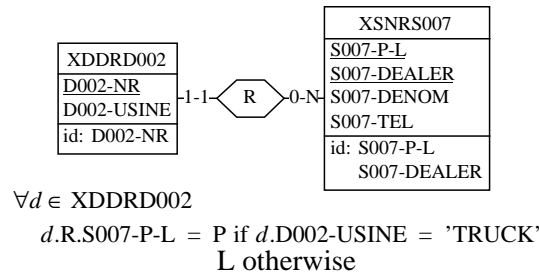 XSNRS007
XDDRD002
S007-P-L
D002-NR
S007-DEALER
D002-USINE
1-1
R
0-N
S007-DENOM
S007-TEL
id: D002-NR
id: S007-P-L
S007-DEALER
∀d ∈ XDDRD002
d.R.S007-P-L = P if d.D002-USINE = ’TRUCK’
L otherwise